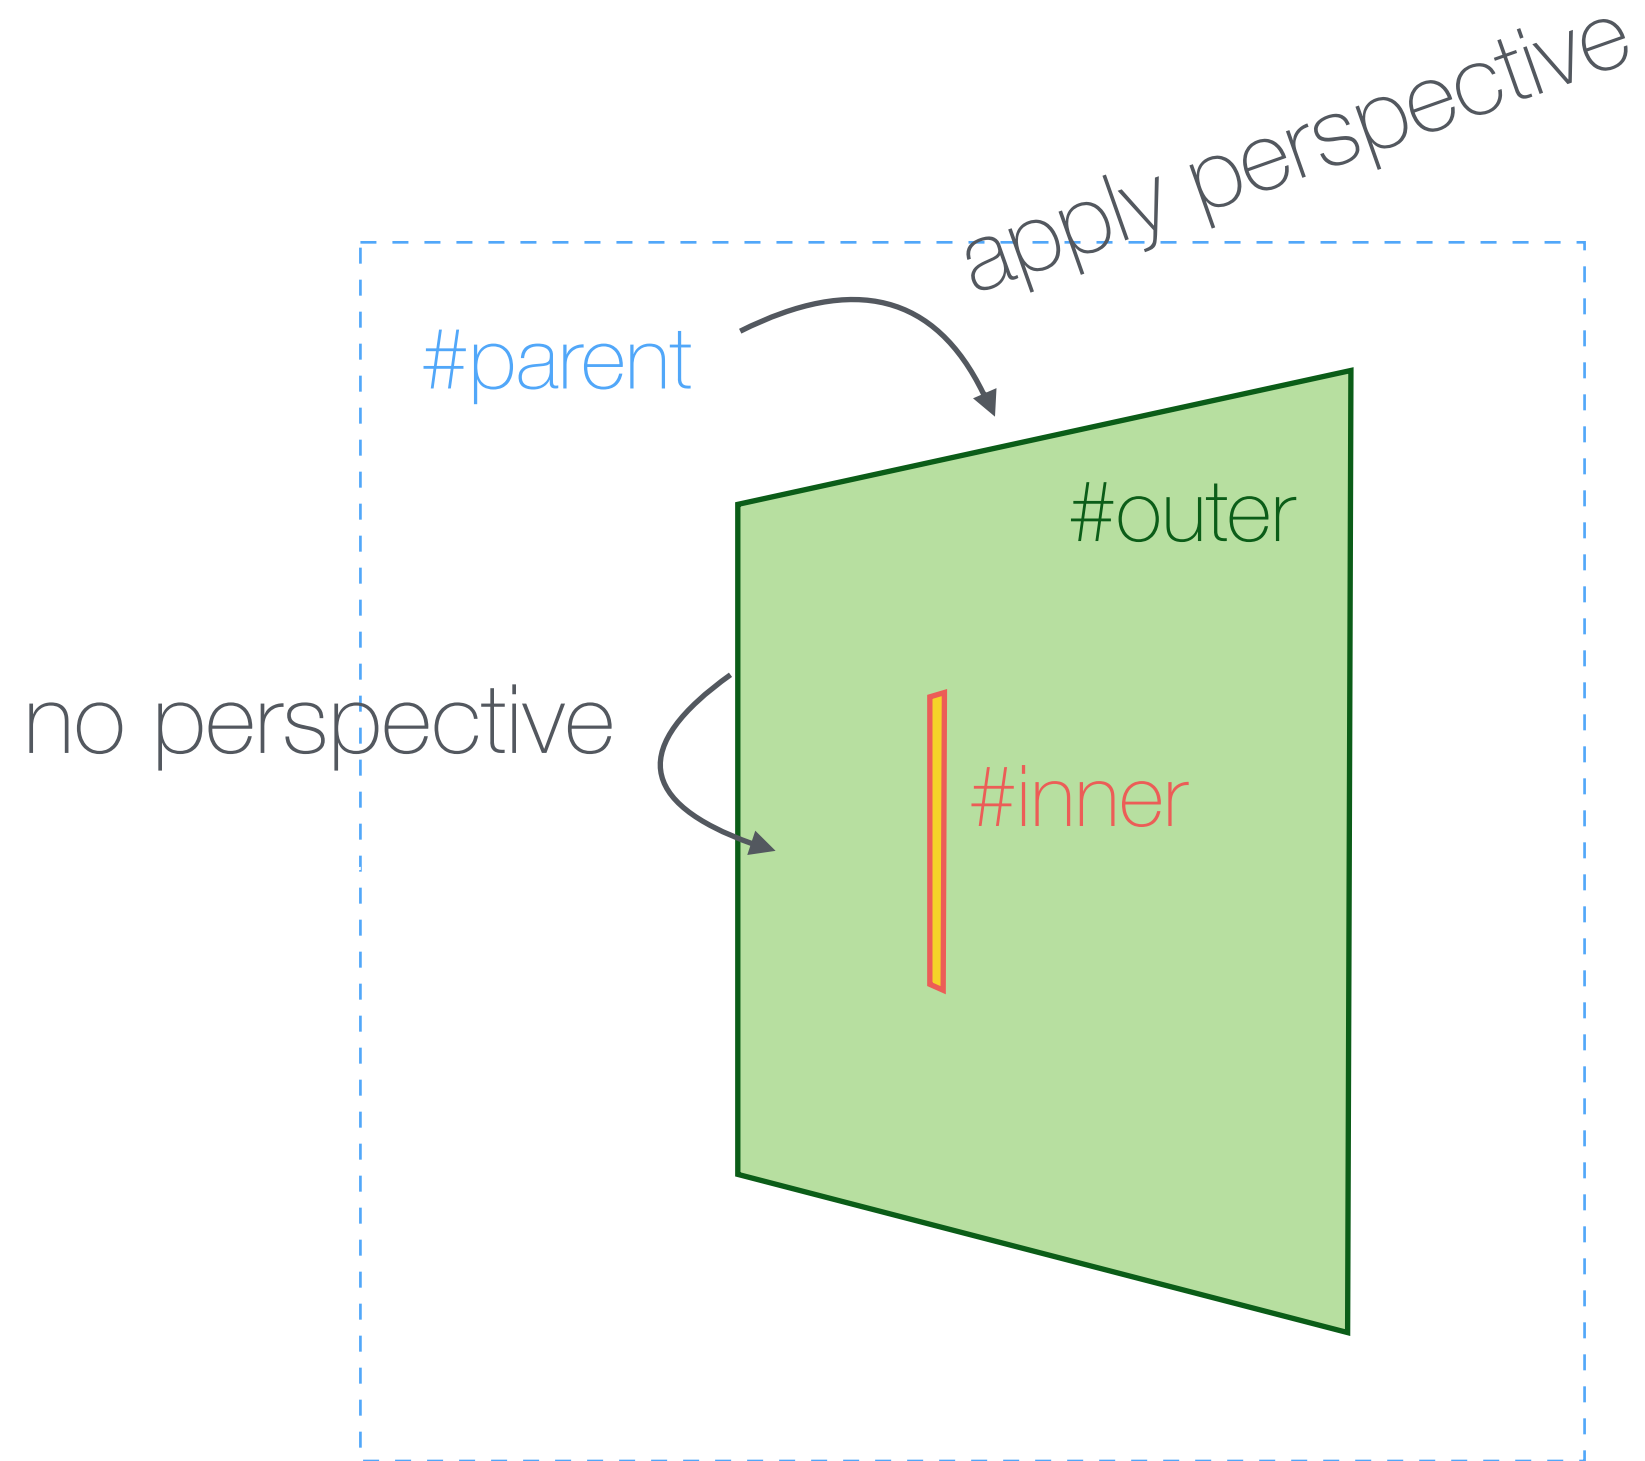 apply perspective
#parent
#outer
no perspective
#inner